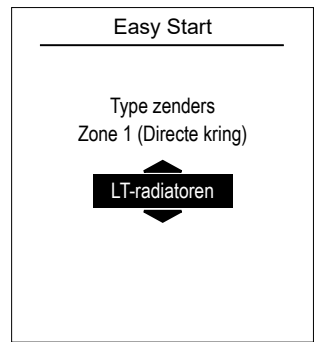 Easy Start
Type zenders
Zone 1 (Directe kring)
LT-radiatoren